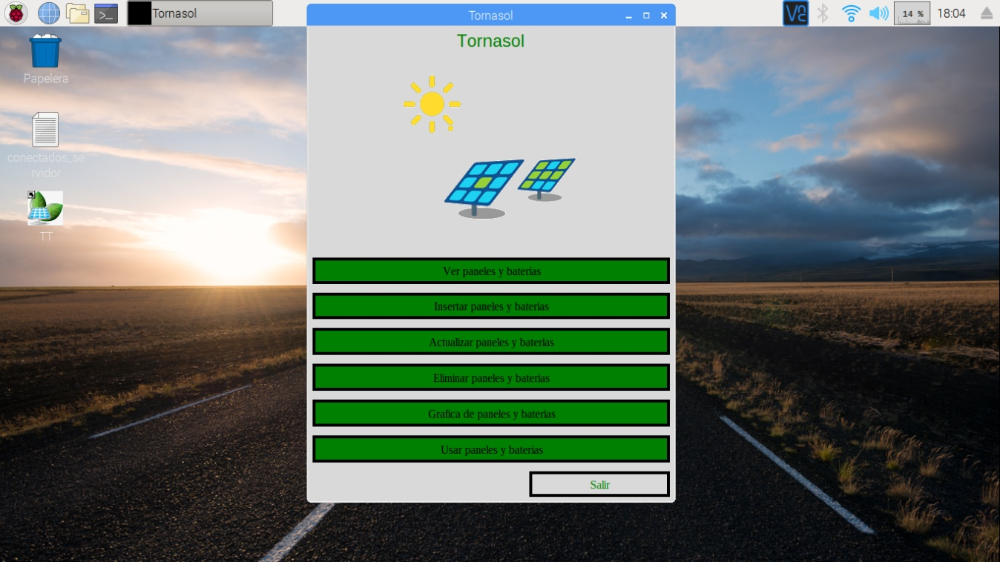 Tornasol
Tornasol
14 %
18:04
Papelera
conectados_se
rvidor
TT
Tornasol
Ver paneles y baterias
Insertar paneles y baterias
Actualizar paneles y baterias
Eliminar paneles y baterias
Grafica de paneles y baterias
Usar paneles y baterias
Salir